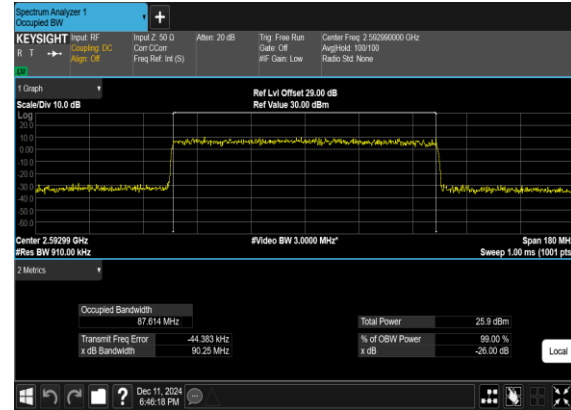 Spectrum Analyzer 1
Occupied BW
KEYSIGHT Input: RF Input Z: 50 Ω Atten: 20 dB Trig: Free Run Center Freq: 2.592990000 GHz
R T Coupling: DC Corr CCorr Gate: Off Avg|Hold: 100/100
Align: Off Freq Ref: Int (S) #IF Gain: Low Radio Std: None
LV
1 Graph Ref Lvl Offset 29.00 dB
Scale/Div 10.0 dB Ref Value 30.00 dBm
Log
20.0
10.0
0.00
-10.0
-20.0
-30.0
-40.0
-50.0
-60.0
Center 2.59299 GHz #Video BW 3.0000 MHz* Span 180 MH
#Res BW 910.00 kHz Sweep 1.00 ms (1001 pts
2 Metrics
Occupied Bandwidth
87.614 MHz Total Power 25.9 dBm
Transmit Freq Error -44.383 kHz % of OBW Power 99.00 %
x dB Bandwidth 90.25 MHz x dB -26.00 dB
Local
? Dec 11, 2024
6:46:18 PM